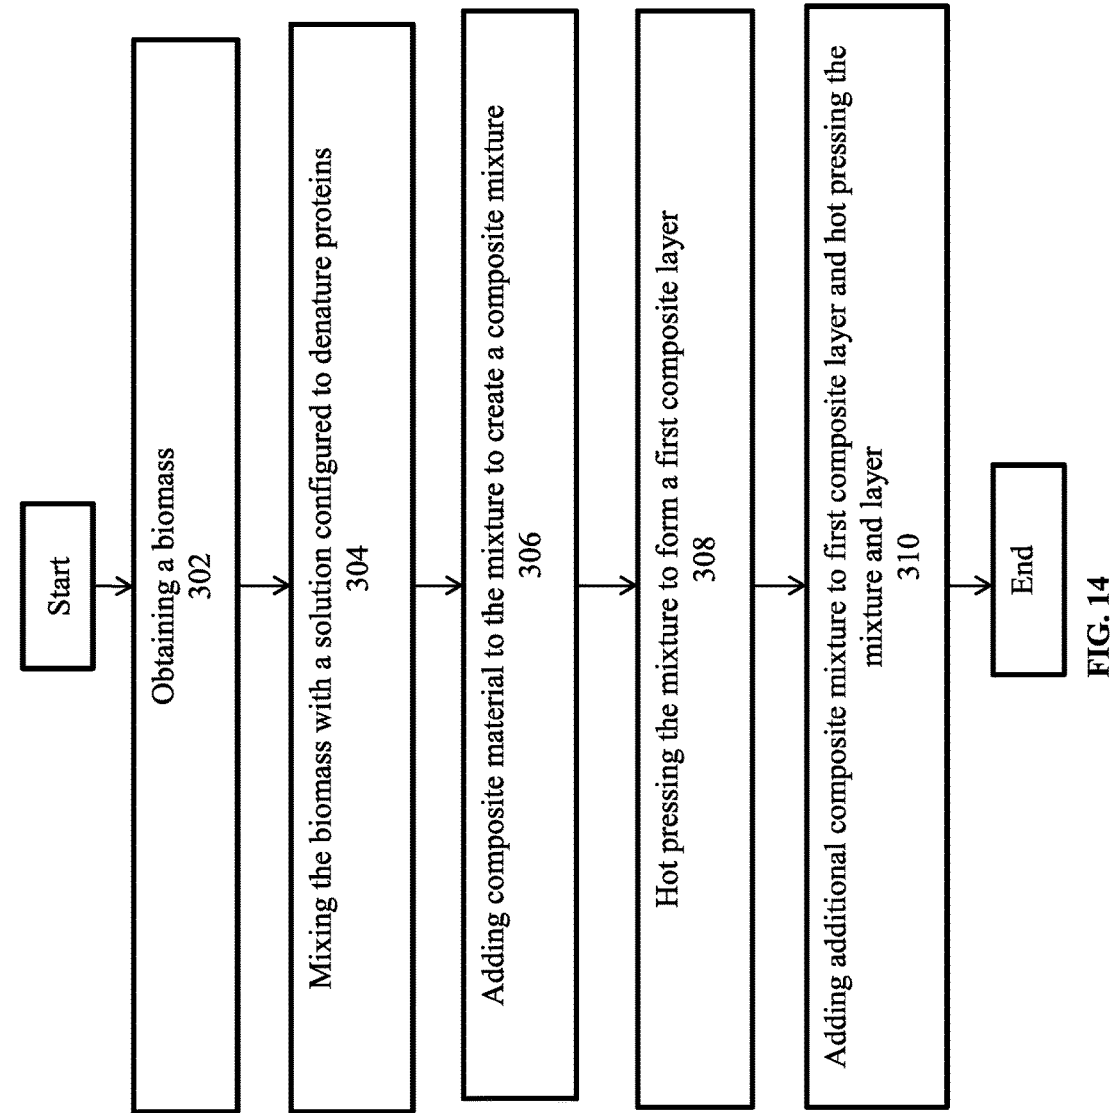 Start
Obtaining a biomass
302
Mixing the biomass with a solution configured to denature proteins
304
Adding composite material to the mixture to create a composite mixture
306
Hot pressing the mixture to form a first composite layer
308
Adding additional composite mixture to first composite layer and hot pressing the
mixture and layer
310
End
FIG. 14